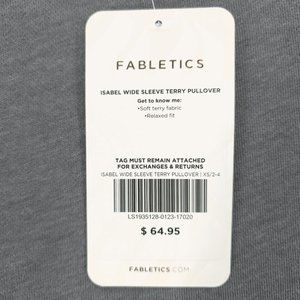 FABLETICS
ISABEL WIDE SLEEVE TERRY PULLOVER
Get to know me:
•Soft terry fabric
•Relaxed fit
TAG MUST REMAIN ATTACHED
FOR EXCHANGES & RETURNS
ISABEL WIDE SLEEVE TERRY PULLOVER | XS/2-4
LS1935128-0123-17020
$ 64.95
FABLETICS.COM